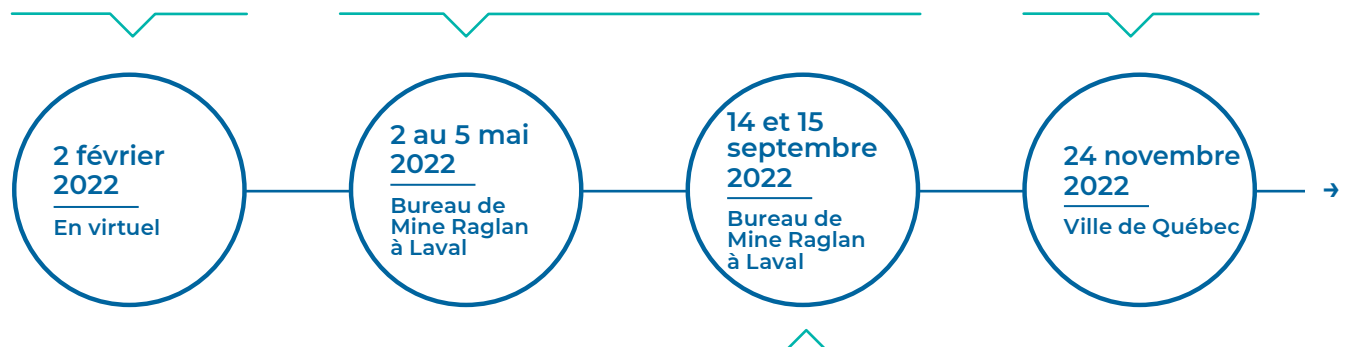 2 février
2022
En virtuel
2 au 5 mai
2022
Bureau de
Mine Raglan
à Laval
14 et 15
septembre
2022
Bureau de
Mine Raglan
à Laval
24 novembre
2022
Ville de Québec